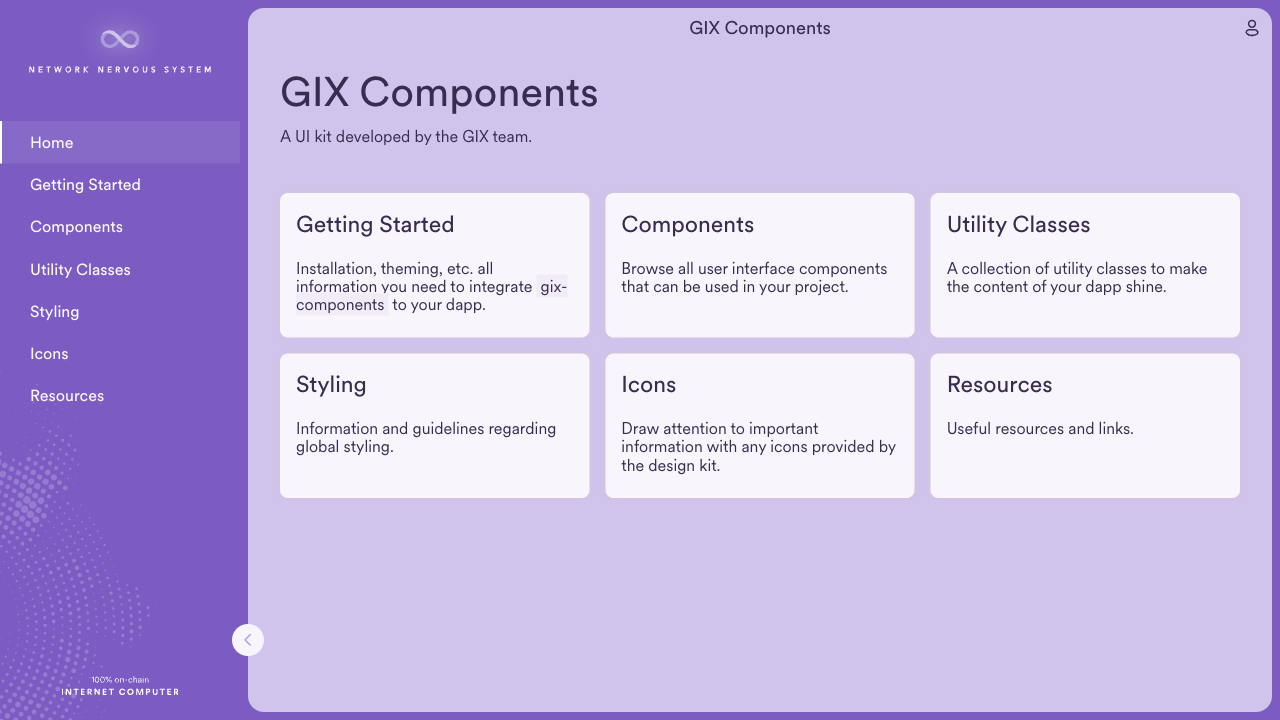 NETWORK NERVOUS SYSTEM
Home
Getting Started
Components
Utility Classes
Styling
Icons
Resources
100% on-chain
INTERNET COMPUTER
GIX Components
GIX Components
A UI kit developed by the GIX team.
Getting Started
Installation, theming, etc. all
information you need to integrate gix-
components to your dapp.
Components
Browse all user interface components
that can be used in your project.
Utility Classes
A collection of utility classes to make
the content of your dapp shine.
Styling
Information and guidelines regarding
global styling.
Icons
Draw attention to important
information with any icons provided by
the design kit.
Resources
Useful resources and links.